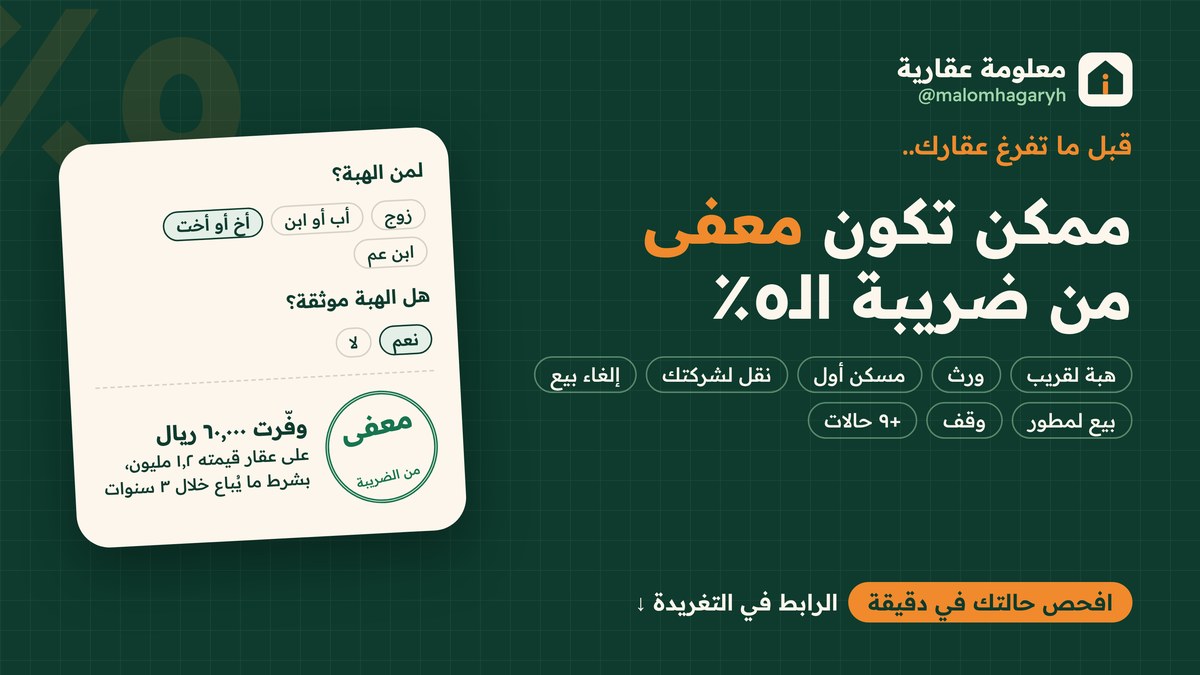 معلومة عقارية
@malomhagaryh
قبل ما تفرغ عقارك..
ممكن تكون معفى
من ضريبة الـ٥٪
هبة لقريب
ورث
مسكن أول
نقل لشركتك
إلغاء بيع
بيع لمطور
وقف
+٩ حالات
افحص حالتك في دقيقة
الرابط في التغريدة ↓
٥٪
لمن الهبة؟
زوج
أب أو ابن
أخ أو أخت
ابن عم
هل الهبة موثقة؟
نعم
لا
معفى
من الضريبة
وفّرت ٦٠,٠٠٠ ريال
على عقار قيمته ١,٢ مليون،
بشرط ما يُباع خلال ٣ سنوات